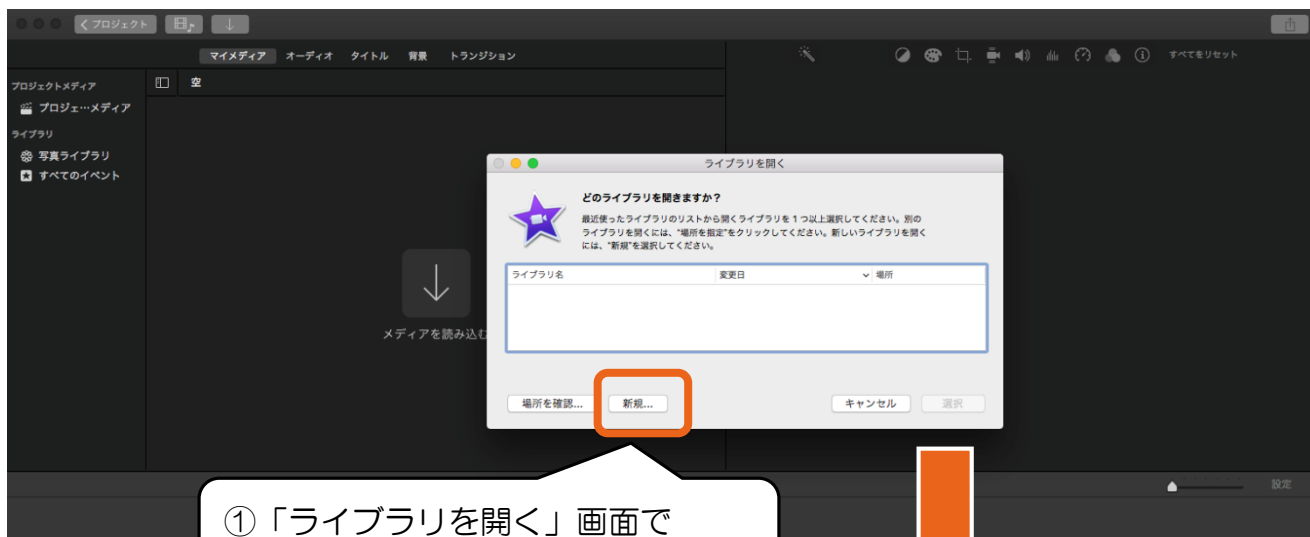 プロジェクト
マイメディア オーディオ タイトル 背景 トランジション
すべてをリセット
プロジェクトメディア
空
プロジェ…メディア
ライブラリ
写真ライブラリ
すべてのイベント
メディアを読み込む
ライブラリを開く
どのライブラリを開きますか？
最近使ったライブラリのリストから開くライブラリを 1 つ以上選択してください。別の
ライブラリを開くには、"場所を指定"をクリックしてください。新しいライブラリを開く
には、"新規"を選択してください。
ライブラリ名 変更日 場所
場所を確認... 新規... キャンセル 選択
設定
①「ライブラリを開く」画面で